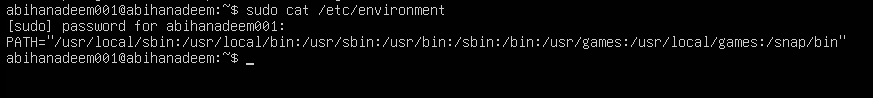 abihanadeem001@abihanadeem:~$ sudo cat /etc/environment
[sudo] password for abihanadeem001:
PATH="/usr/local/sbin:/usr/local/bin:/usr/sbin:/usr/bin:/sbin:/bin:/usr/games:/usr/local/games:/snap/bin"
abihanadeem001@abihanadeem:~$ _